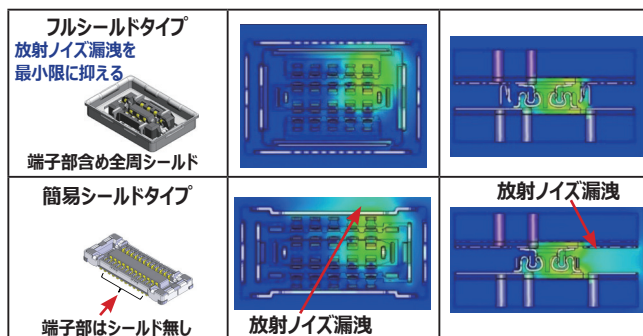 フルシールドタイプ
放射ノイズ漏洩を
最小限に抑える
端子部含め全周シールド
簡易シールドタイプ
端子部はシールド無し
放射ノイズ漏洩
放射ノイズ漏洩